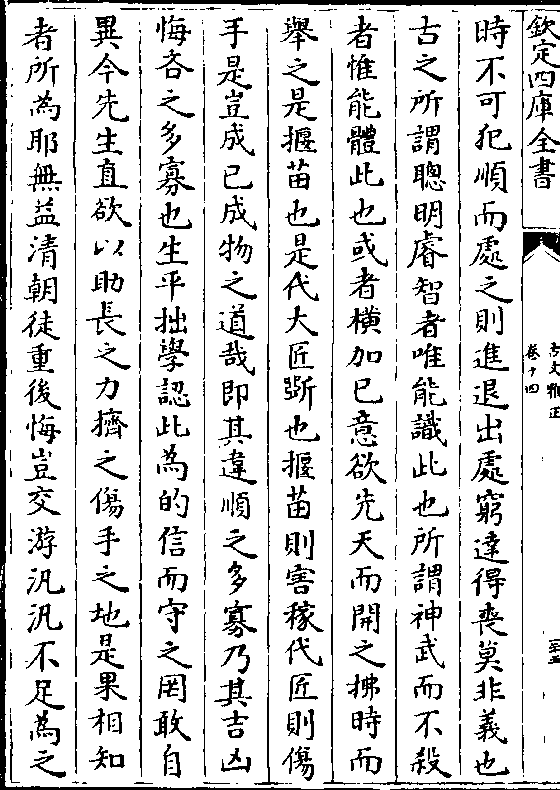 欽定四庫全書
卷十四
時不可犯順而處之則進退出處窮達得喪莫非義也
古之所謂聰明睿智者唯能識此也所謂神武而不殺
者惟能體此也或者横加已意欲先天而開之拂時而
舉之是揠苗也是代大匠斲也揠苗則害稼代匠則傷
手是豈成已成物之道哉即其違順之多寡乃其吉凶
悔吝之多寡也生平拙學認此為的信而守之罔敢自
異今先生直欲以助長之力擠之傷手之地是果相知
者所為耶無益清朝徒重後悔豈交游汎汎不足為之